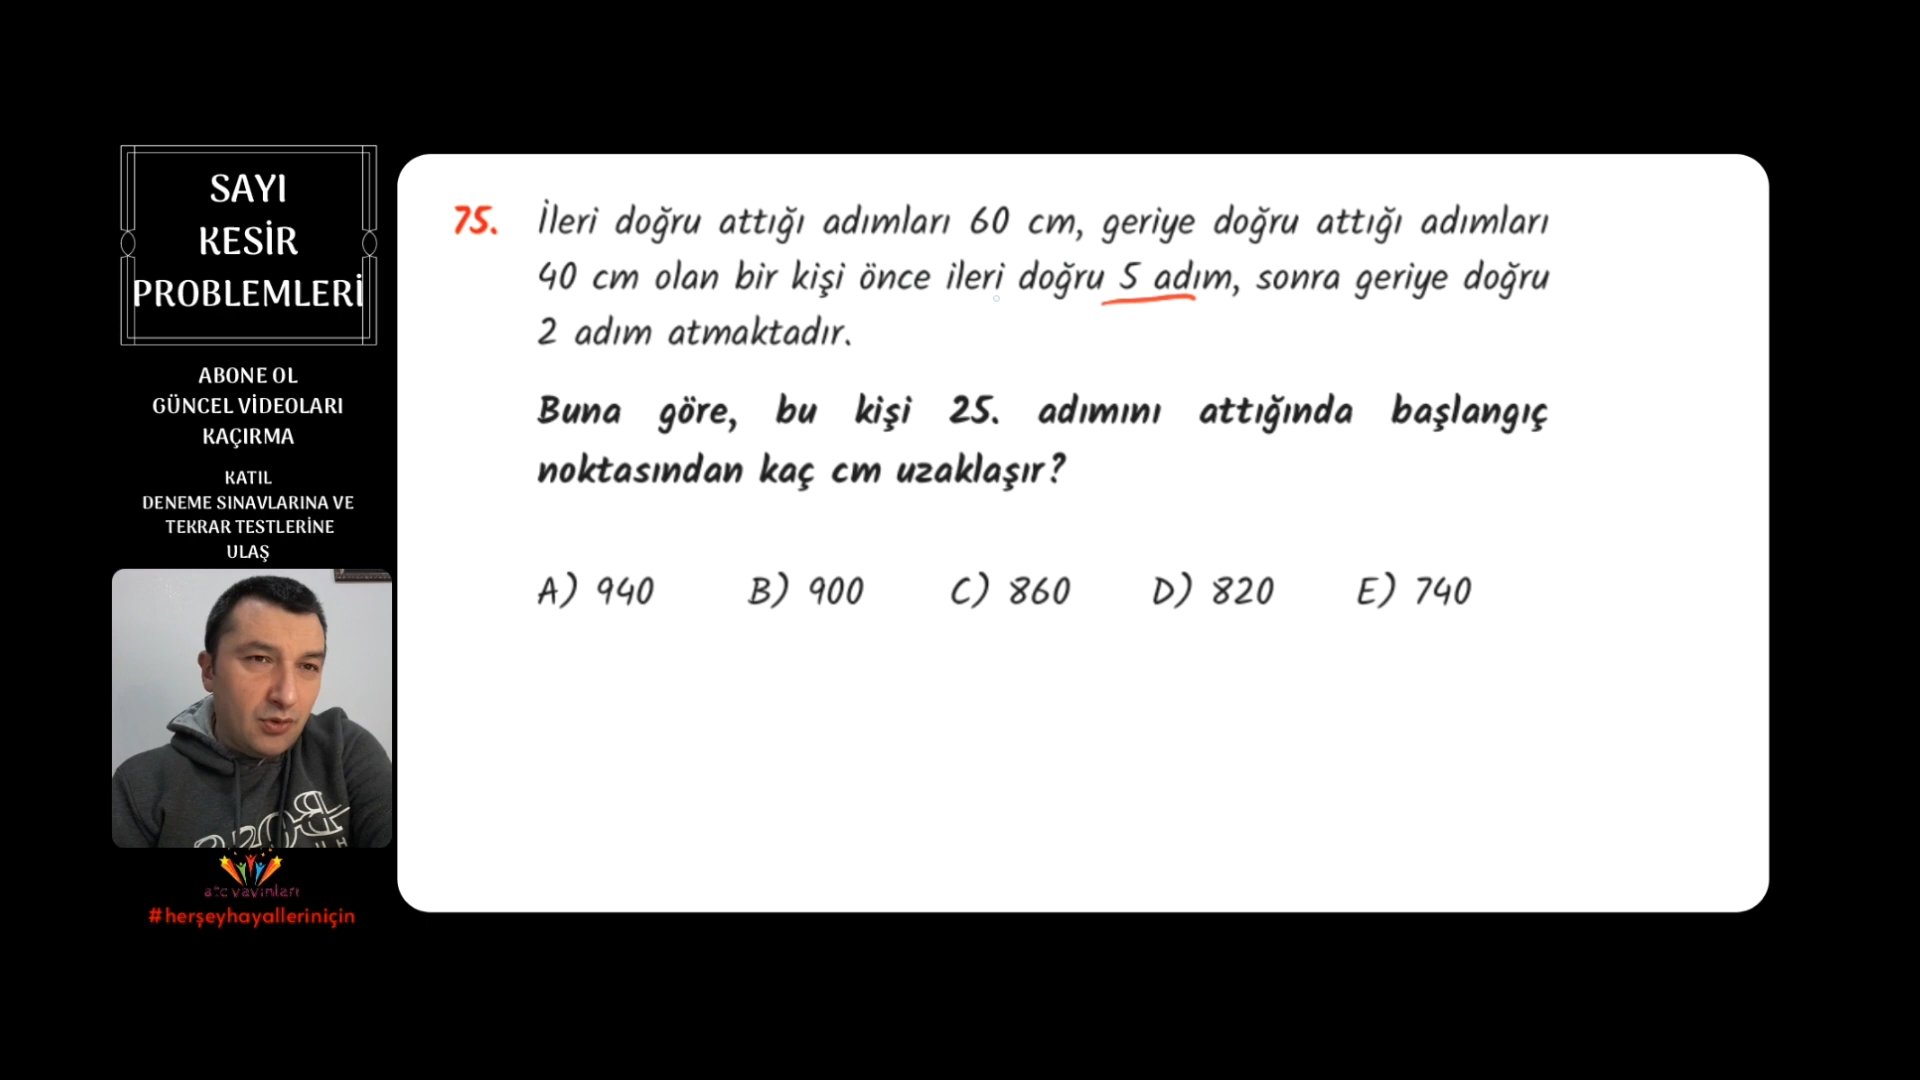 SAYI
KESİR
PROBLEMLERİ
ABONE OL
GÜNCEL VİDEOLARI
KAÇIRMA
KATIL
DENEME SINAVLARINA VE
TEKRAR TESTLERİNE
ULAŞ
atc yayınları
#herşeyhayalleriniçin
75. İleri doğru attığı adımları 60 cm, geriye doğru attığı adımları
40 cm olan bir kişi önce ileri doğru 5 adım, sonra geriye doğru
2 adım atmaktadır.
Buna göre, bu kişi 25. adımını attığında başlangıç
noktasından kaç cm uzaklaşır?
A) 940 B) 900 C) 860 D) 820 E) 740